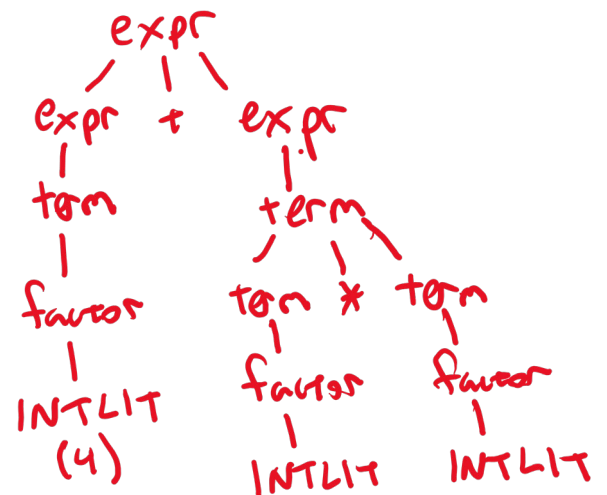 expr
expr + expr
term term
factor term * term
INTLIT factor factor
(4) INTLIT INTLIT